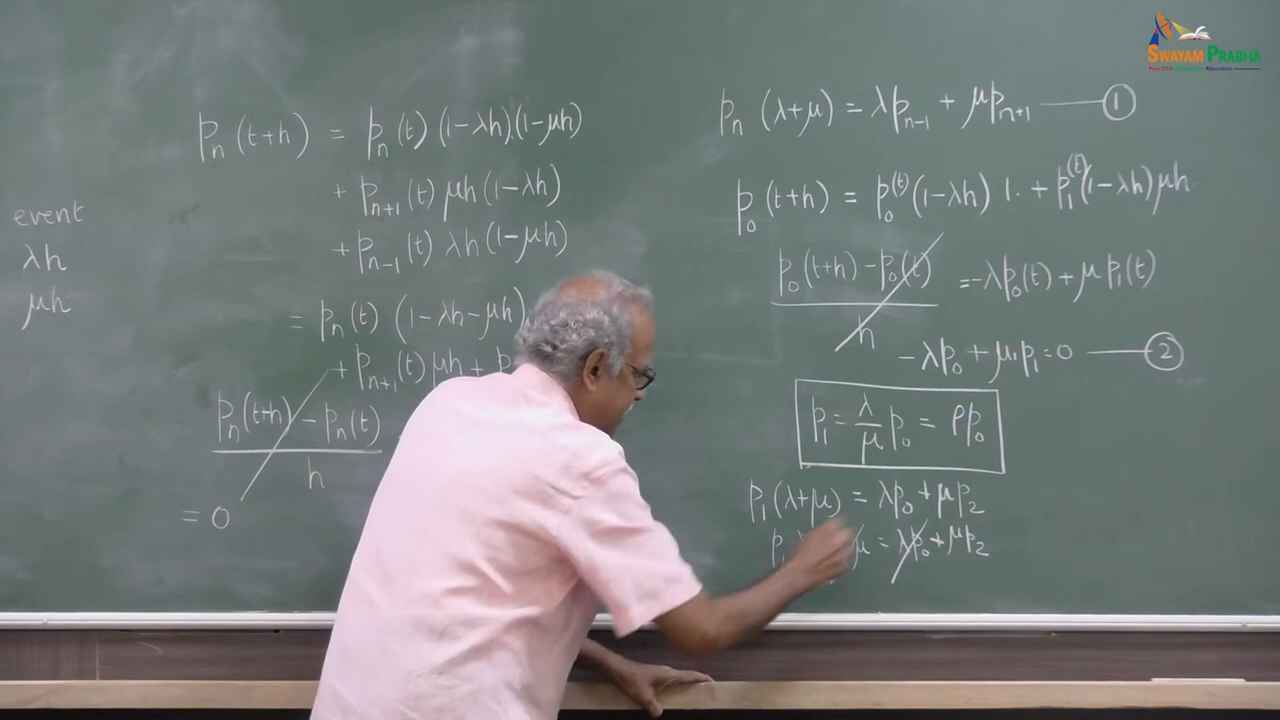 SWAYAM PRABHA
event
λh
μh
pₙ(t+h) = pₙ(t)(1-λh)(1-μh)
+ pₙ₊₁(t) μh(1-λh)
+ pₙ₋₁(t) λh(1-μh)
= pₙ(t) (1-λh-μh)
+ pₙ₊₁(t)μh + p
pₙ(t+h) - pₙ(t)
h
= 0
pₙ(λ+μ) = λpₙ₋₁ + μpₙ₊₁ —— ①
p₀(t+h) = p₀(t)(1-λh) 1. + p₁(t)(1-λh)μh
p₀(t+h) - p₀(t) = -λp₀(t) + μp₁(t)
h
-λp₀ + μp₁ = 0 —— ②
p₁ = λ/μ p₀ = ρp₀
p₁(λ+μ) = λp₀ + μp₂
p₁ μ = λp₀ + μp₂